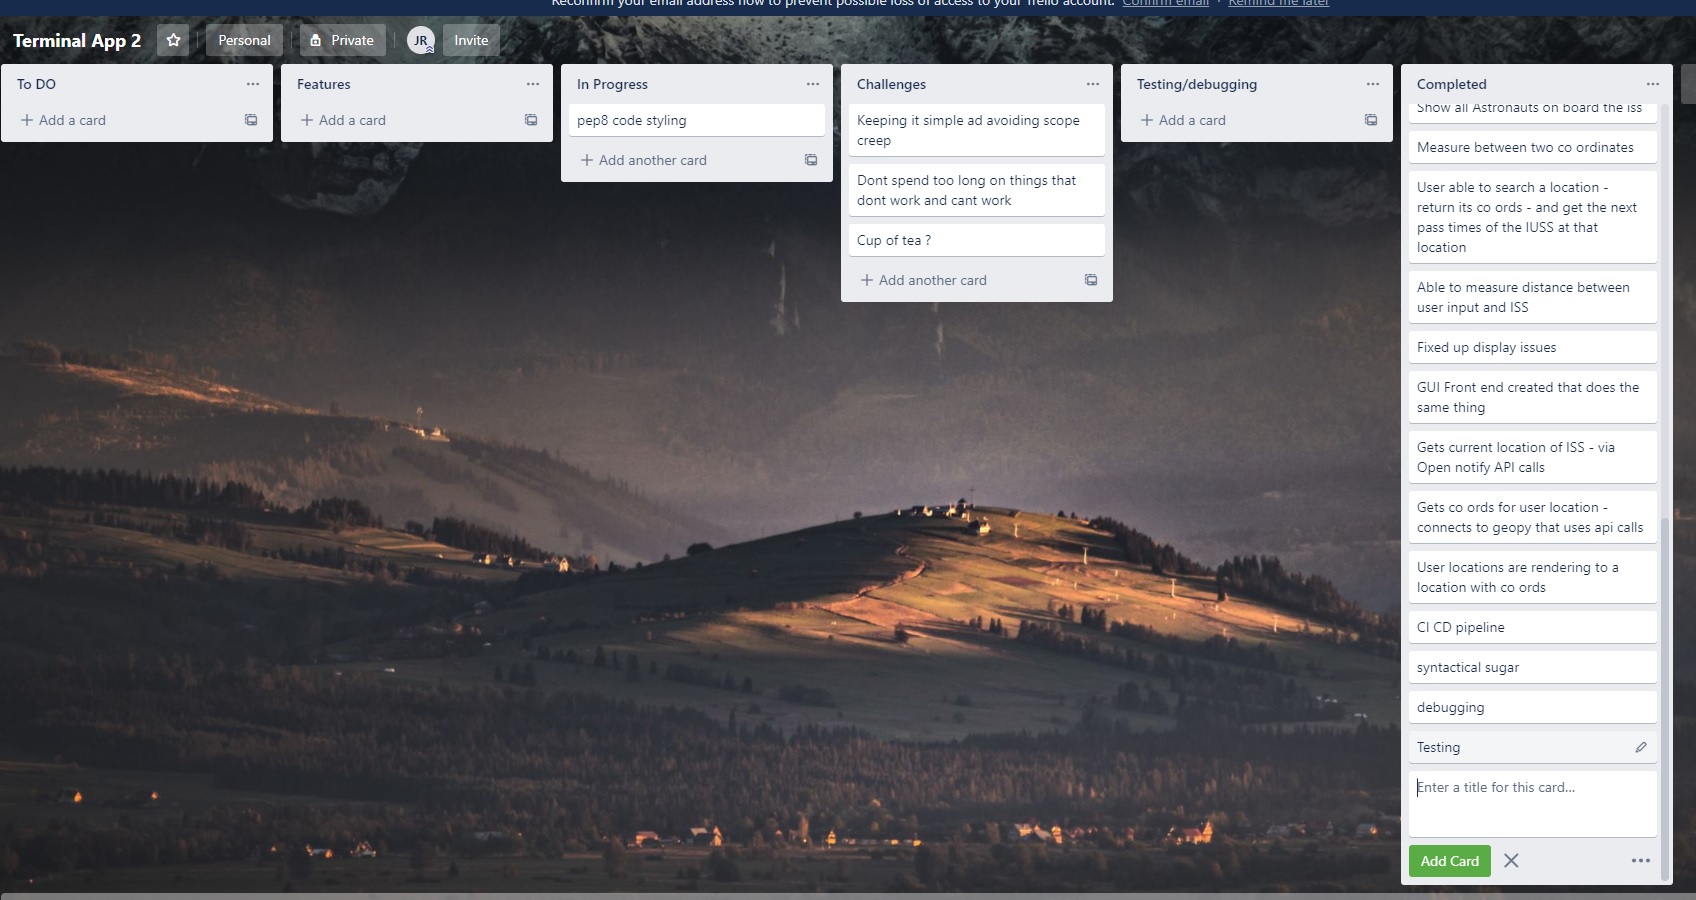 Reconfirm your email address now to prevent possible loss of access to your Trello account. Confirm email · Remind me later
Terminal App 2
Personal
Private
JR
Invite
To DO
Add a card
Features
Add a card
In Progress
pep8 code styling
Add another card
Challenges
Keeping it simple ad avoiding scope
creep
Dont spend too long on things that
dont work and cant work
Cup of tea ?
Add another card
Testing/debugging
Add a card
Completed
Show all Astronauts on board the iss
Measure between two co ordinates
User able to search a location -
return its co ords - and get the next
pass times of the IUSS at that
location
Able to measure distance between
user input and ISS
Fixed up display issues
GUI Front end created that does the
same thing
Gets current location of ISS - via
Open notify API calls
Gets co ords for user location -
connects to geopy that uses api calls
User locations are rendering to a
location with co ords
CI CD pipeline
syntactical sugar
debugging
Testing
Enter a title for this card...
Add Card